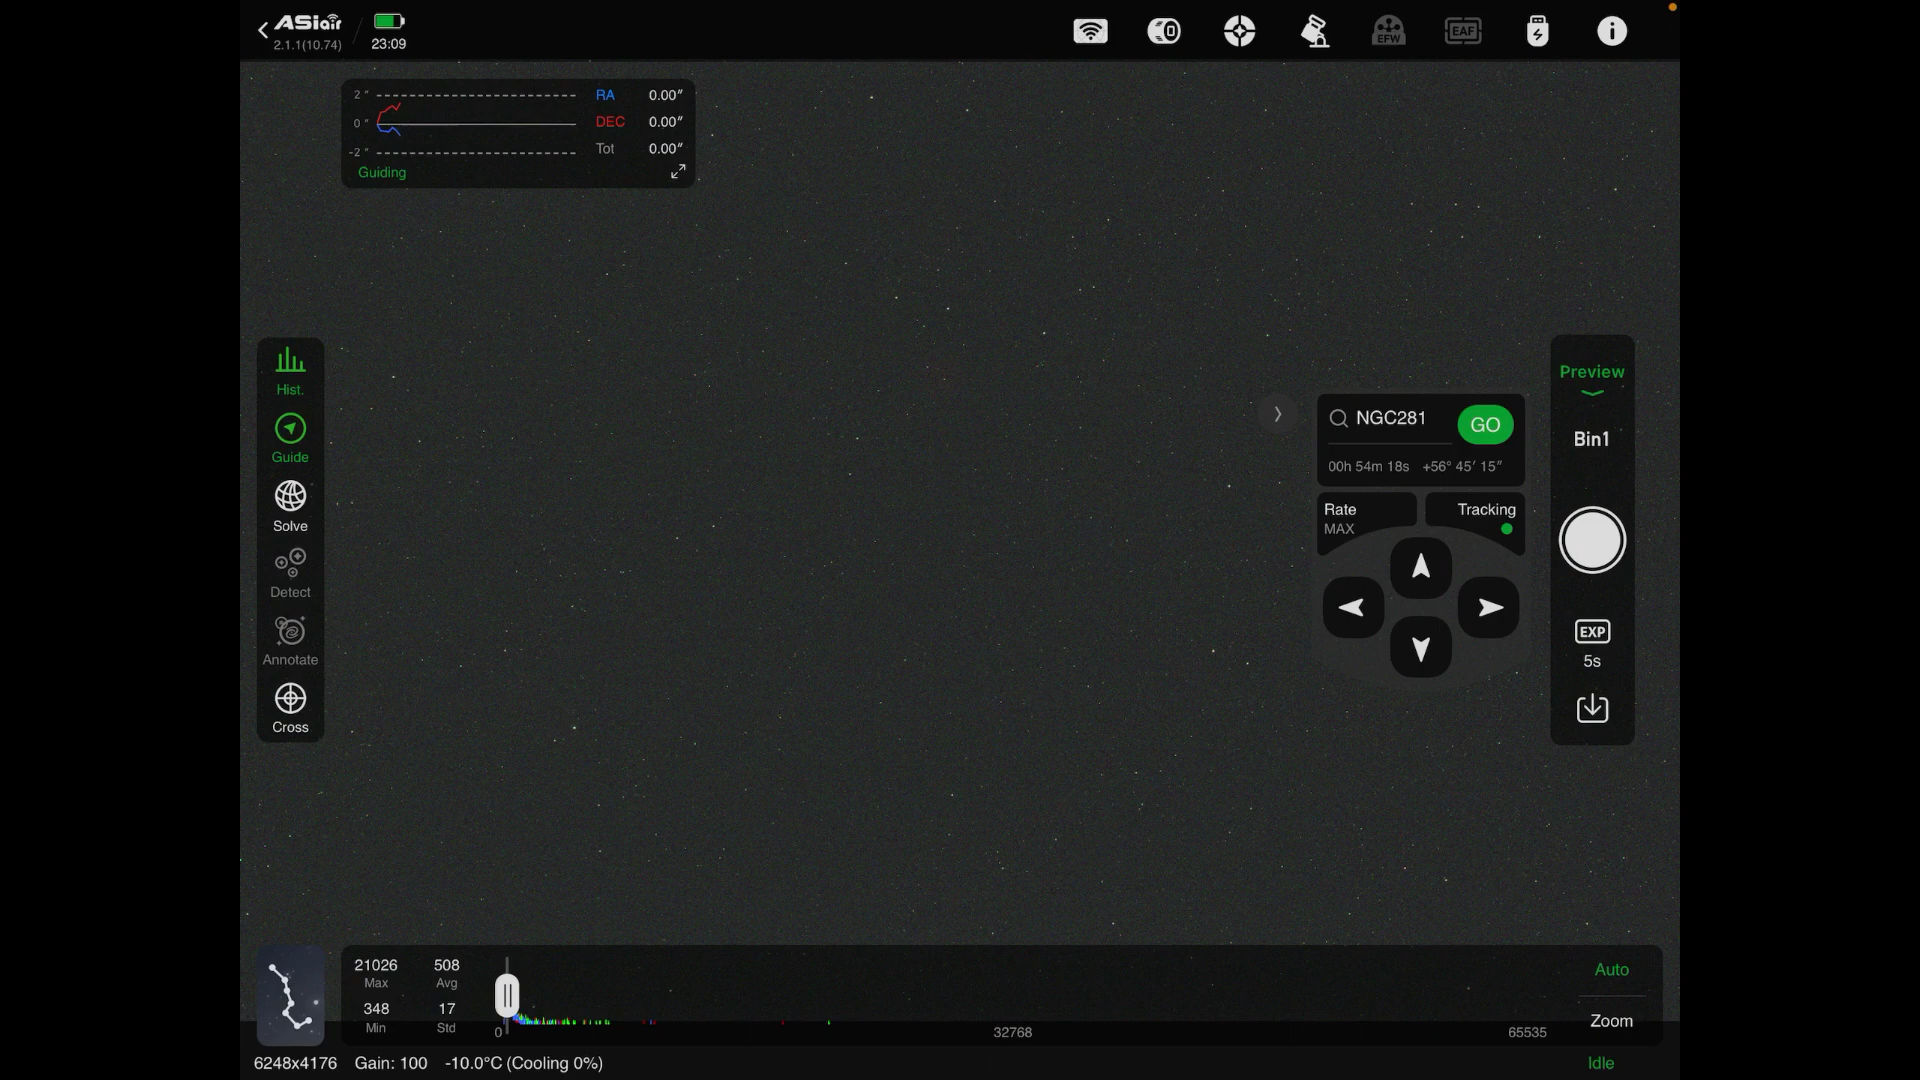 ASIair
2.1.1(10.74)
23:09
EFW
EAF
2 "
0 "
-2 "
RA 0.00″
DEC 0.00″
Tot 0.00″
Guiding
Hist.
Guide
Solve
Detect
Annotate
Cross
NGC281
GO
00h 54m 18s +56° 45′ 15″
Rate
MAX
Tracking
Preview
Bin1
EXP
5s
21026
Max
508
Avg
348
Min
17
Std
0
32768
65535
Auto
Zoom
6248x4176 Gain: 100 -10.0°C (Cooling 0%)
Idle